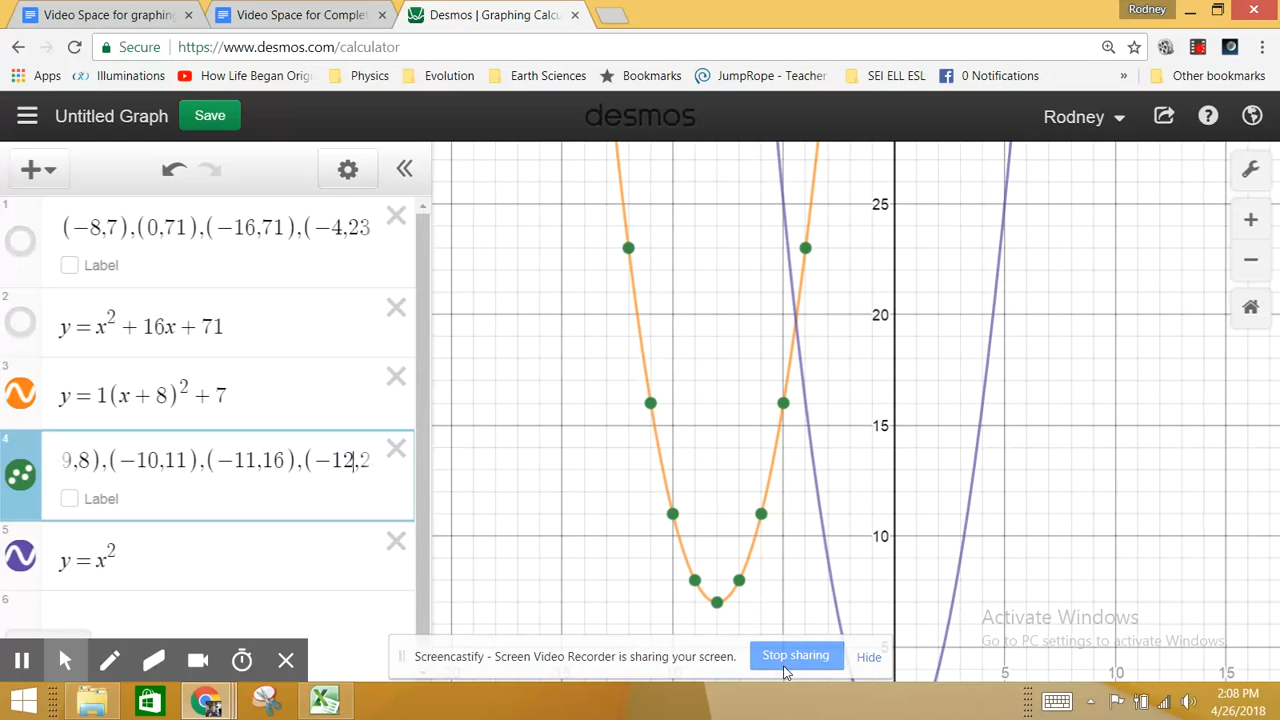 Rodney
Video Space for graphing
Video Space for Complet
Desmos | Graphing Calcu
Secure
https://www.desmos.com/calculator
Apps
Illuminations
How Life Began Origi
Physics
Evolution
Earth Sciences
Bookmarks
JumpRope - Teacher
SEI ELL ESL
0 Notifications
»
Other bookmarks
Untitled Graph
Save
desmos
Rodney
1
(−8,7),(0,71),(−16,71),(−4,23
Label
2
y = x² + 16x + 71
3
y = 1(x + 8)² + 7
4
9,8),(−10,11),(−11,16),(−12,2
Label
5
y = x²
6
25
20
15
10
5
-20
5
15
Activate Windows
Go to PC settings to activate Windows.
Screencastify - Screen Video Recorder is sharing your screen.
Stop sharing
Hide
2:08 PM
4/26/2018